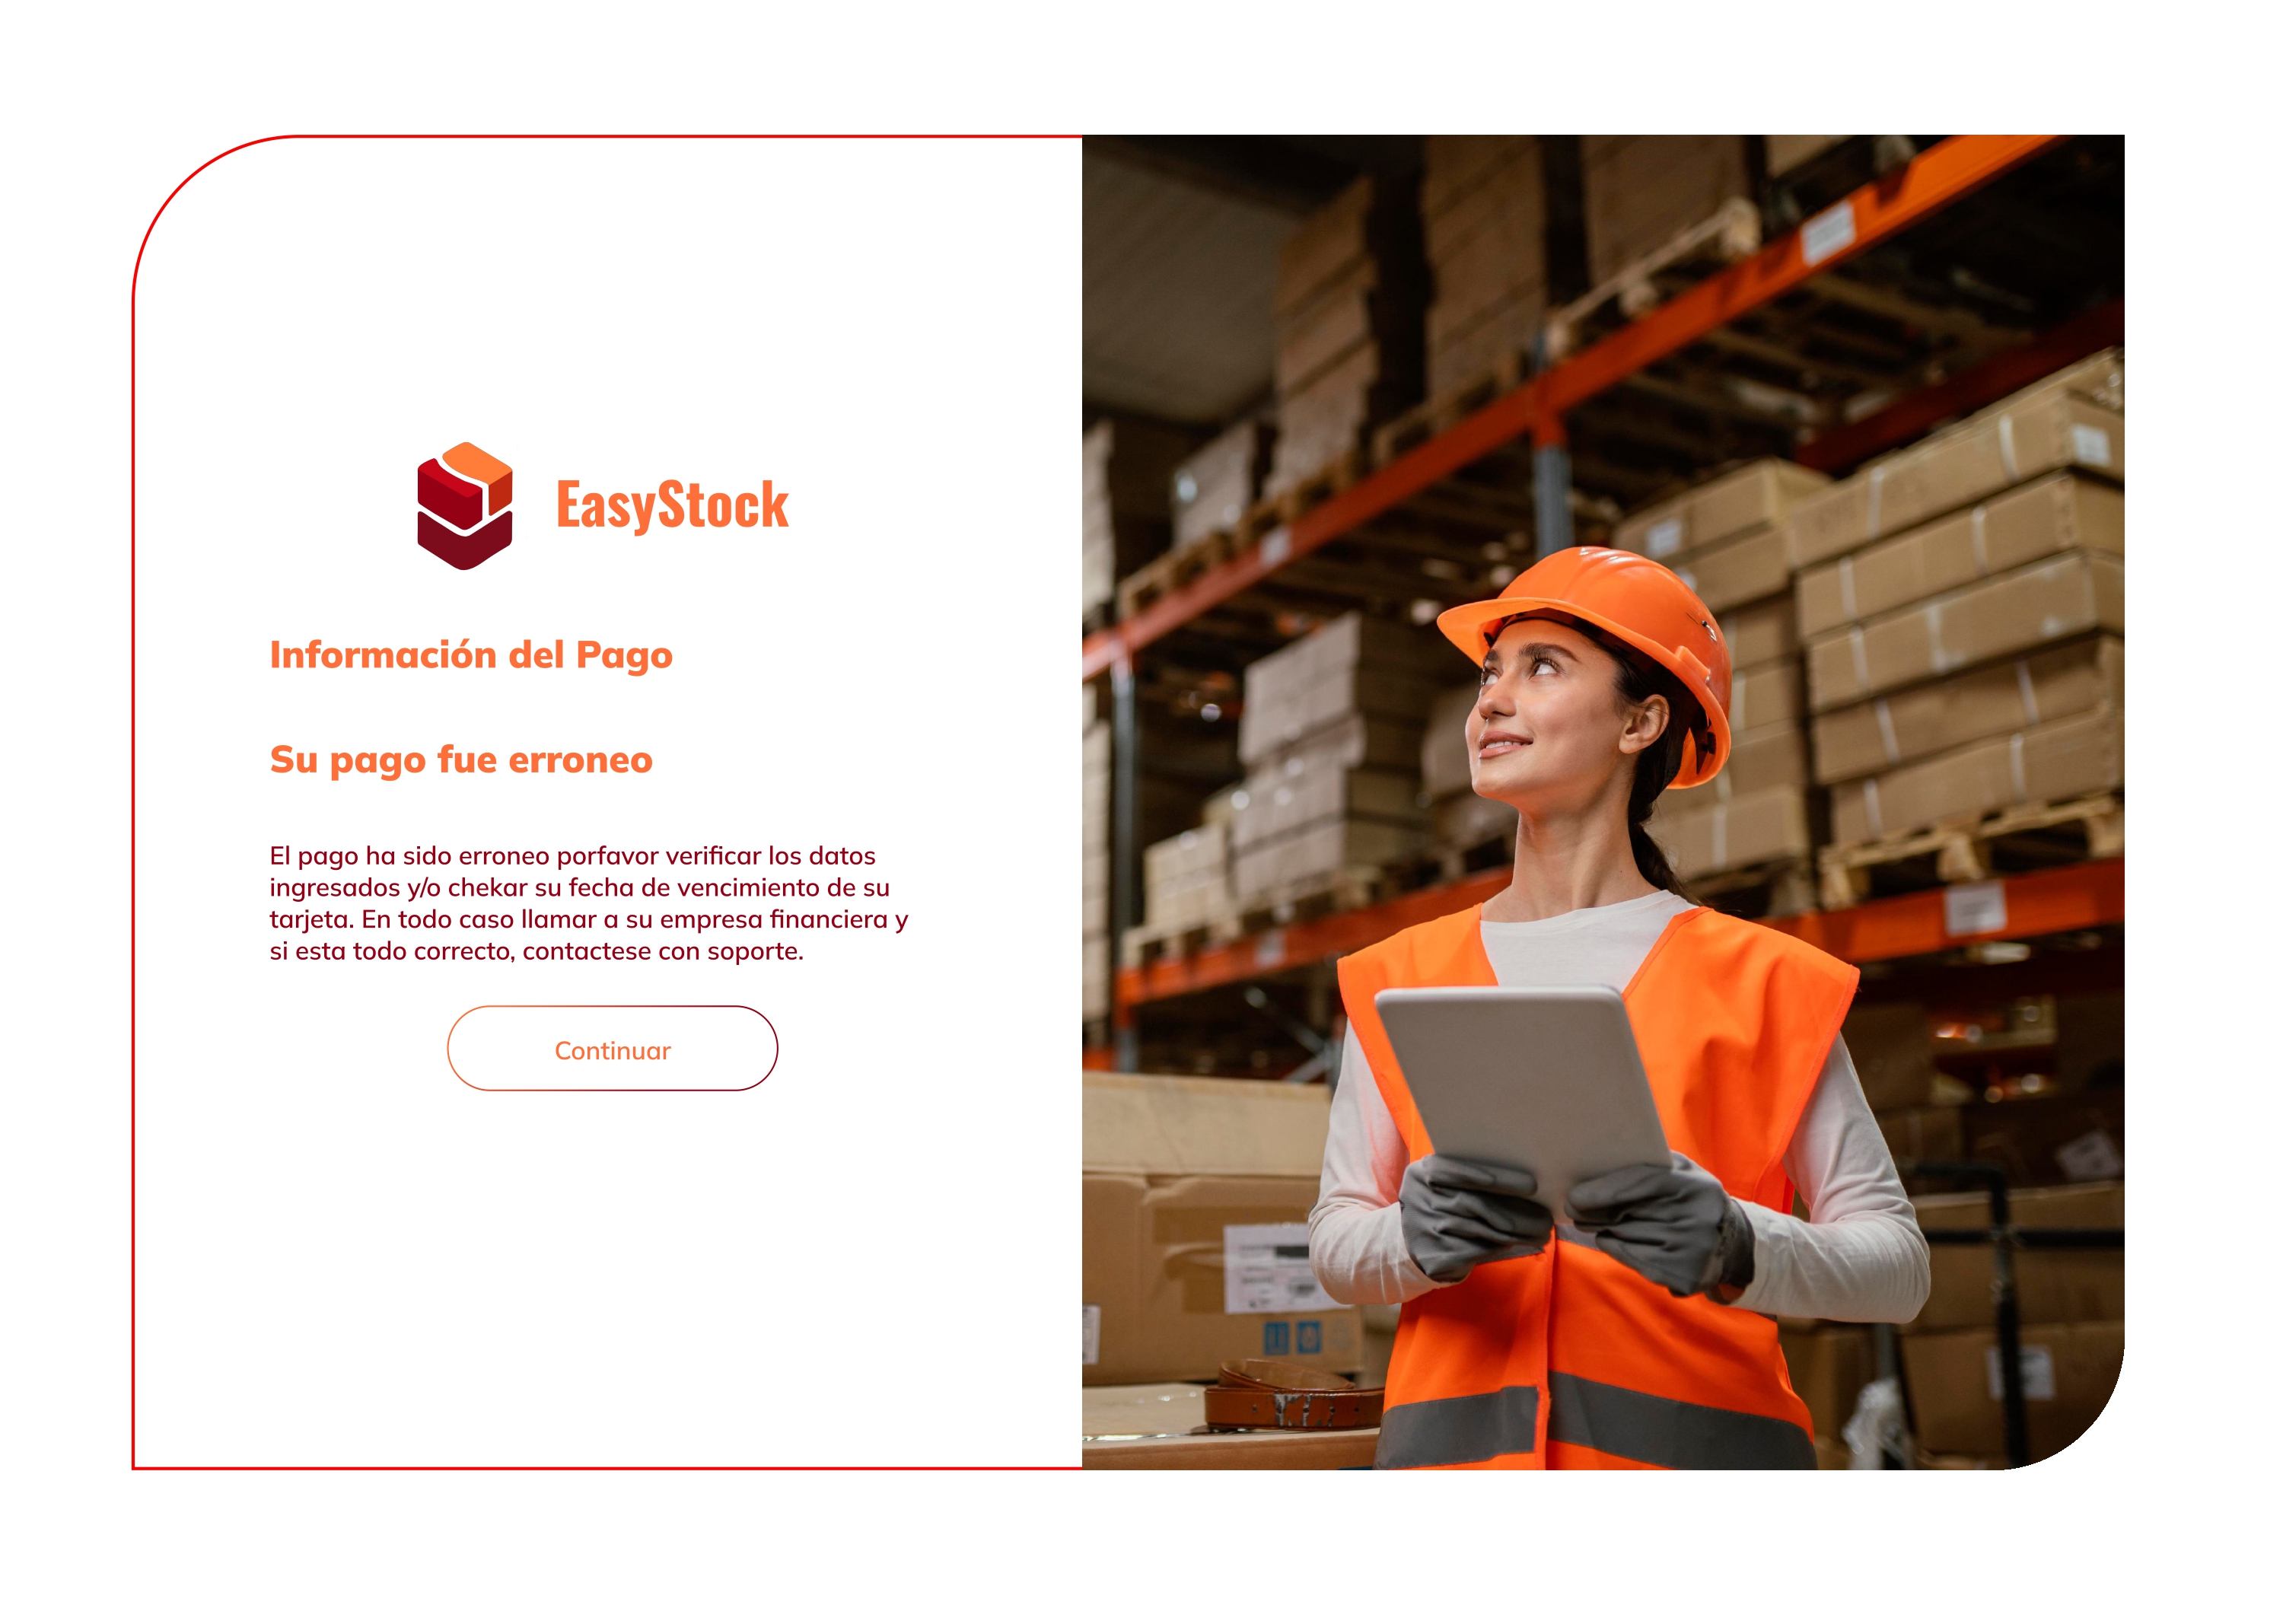 EasyStock
Información del Pago
Su pago fue erroneo
El pago ha sido erroneo porfavor verificar los datos
ingresados y/o chekar su fecha de vencimiento de su
tarjeta. En todo caso llamar a su empresa financiera y
si esta todo correcto, contactese con soporte.
Continuar